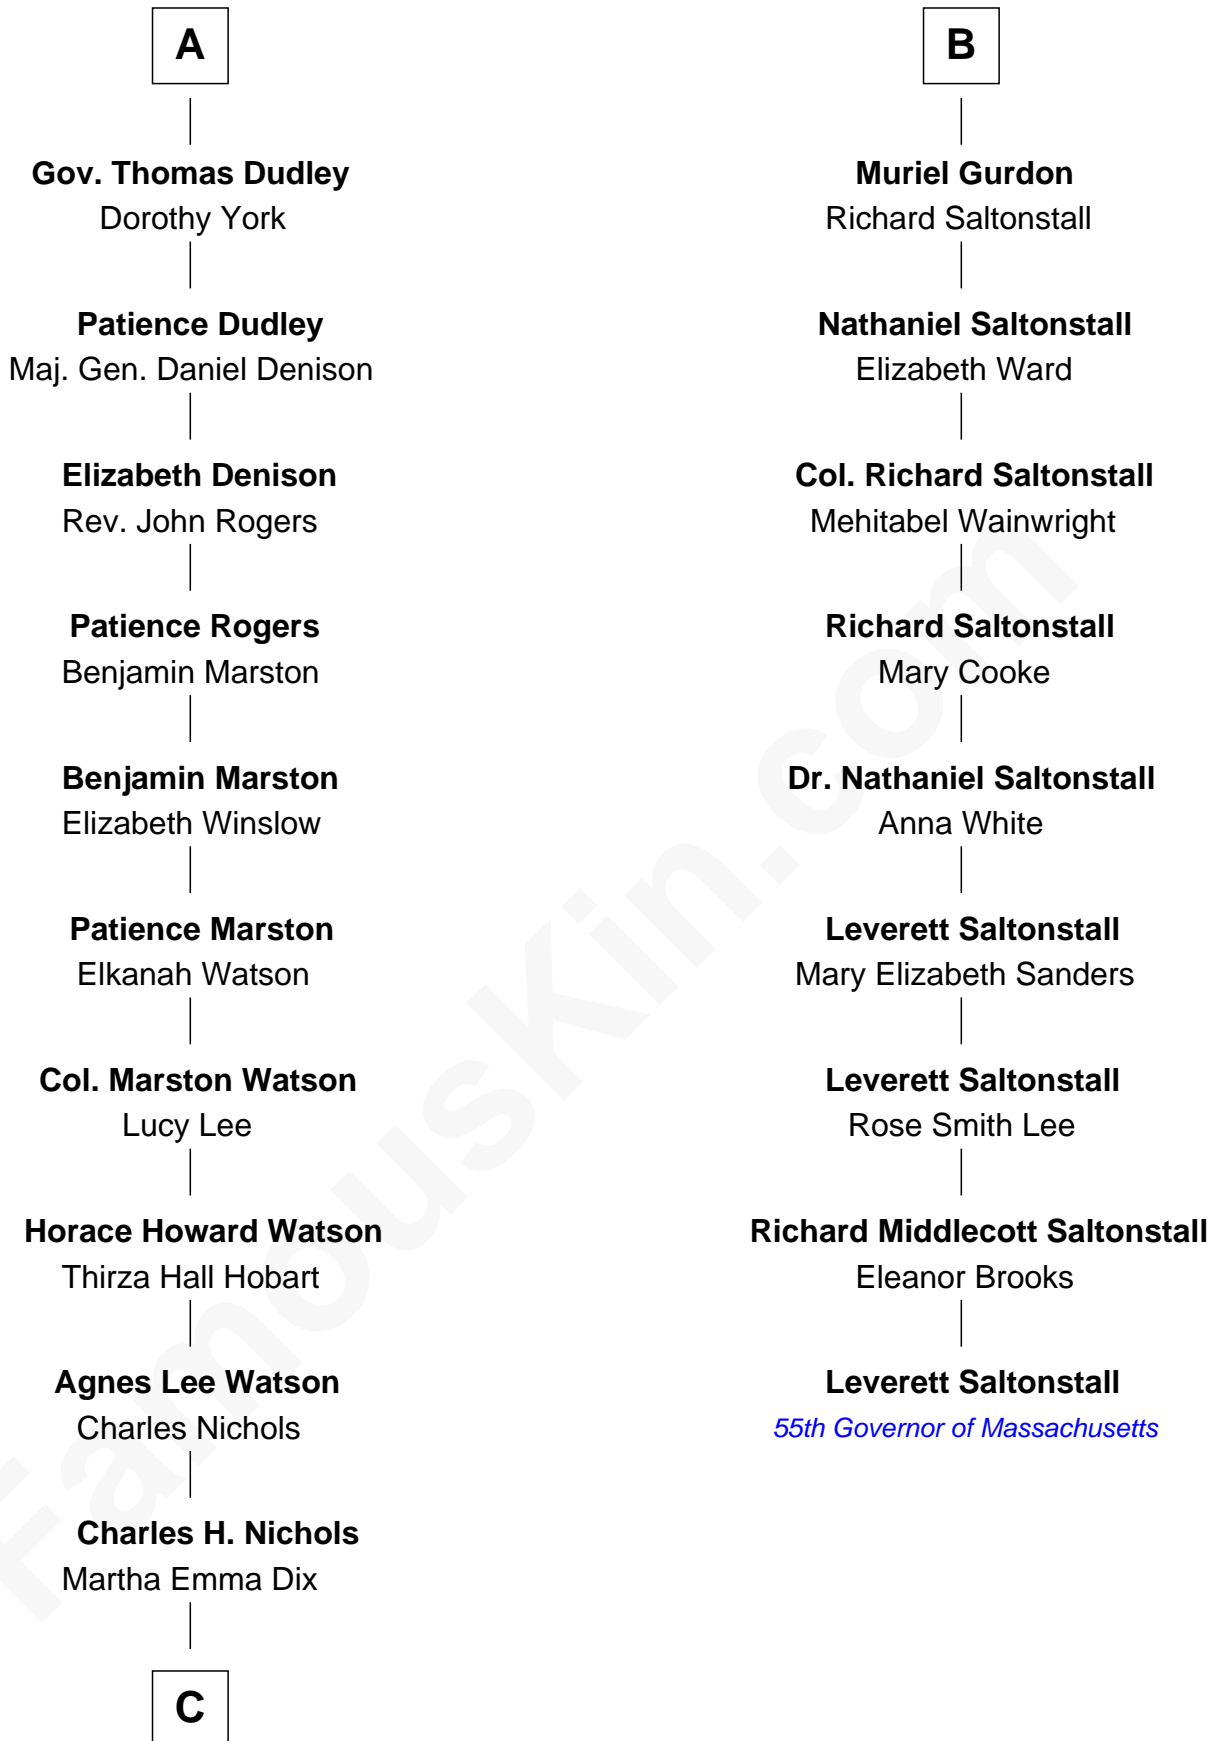 A
Gov. Thomas Dudley
Dorothy York
Patience Dudley
Maj. Gen. Daniel Denison
Elizabeth Denison
Rev. John Rogers
Patience Rogers
Benjamin Marston
Benjamin Marston
Elizabeth Winslow
Patience Marston
Elkanah Watson
Col. Marston Watson
Lucy Lee
Horace Howard Watson
Thirza Hall Hobart
Agnes Lee Watson
Charles Nichols
Charles H. Nichols
Martha Emma Dix
C
B
Muriel Gurdon
Richard Saltonstall
Nathaniel Saltonstall
Elizabeth Ward
Col. Richard Saltonstall
Mehitabel Wainwright
Richard Saltonstall
Mary Cooke
Dr. Nathaniel Saltonstall
Anna White
Leverett Saltonstall
Mary Elizabeth Sanders
Leverett Saltonstall
Rose Smith Lee
Richard Middlecott Saltonstall
Eleanor Brooks
Leverett Saltonstall
55th Governor of Massachusetts
FamousKin.com